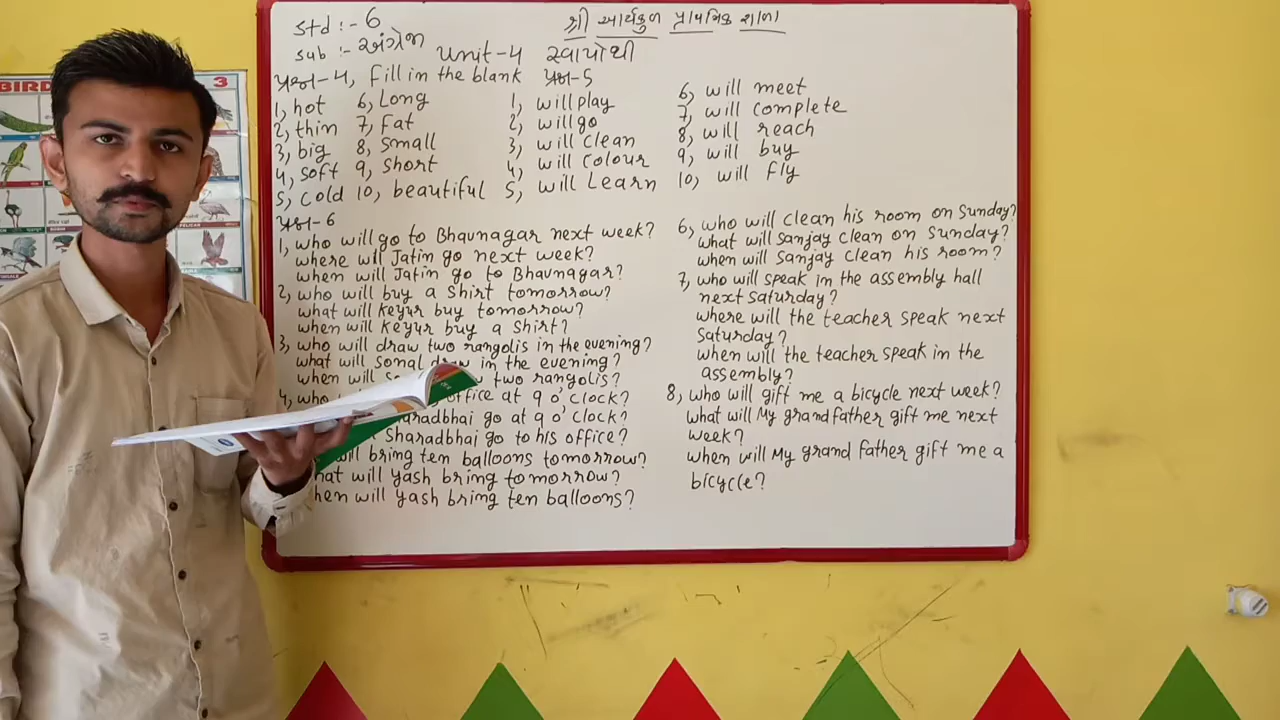 શ્રી આર્યકુળ પ્રાથમિક શાળા
Std :- 6
Sub :- અંગ્રેજી
Unit-4 સ્વાપોથી
પ્રશ્ન-4, Fill in the blank
1, hot
2, thin
3, big
4, soft
5, cold
6, Long
7, Fat
8, small
9, short
10, beautiful
પ્રશ્ન-5
1, will play
2, will go
3, will clean
4, will colour
5, will Learn
6, will meet
7, will complete
8, will reach
9, will buy
10, will fly
પ્રશ્ન-6
1, who will go to Bhavnagar next week?
where will Jatin go next week?
when will Jatin go to Bhavnagar?
2, who will buy a shirt tomorrow?
what will Keyur buy tomorrow?
when will Keyur buy a shirt?
3, who will draw two rangolis in the evening?
what will sonal draw in the evening?
when will two rangolis?
4, who office at 9 o'clock?
sharadbhai go at 9 o'clock?
sharadbhai go to his office?
will bring ten balloons tomorrow?
what will yash bring tomorrow?
when will yash bring ten balloons?
6, who will clean his room on Sunday?
what will sanjay clean on sunday?
when will sanjay clean his room?
7, who will speak in the assembly hall
next saturday?
where will the teacher speak next
saturday?
when will the teacher speak in the
assembly?
8, who will gift me a bicycle next week?
what will My grandfather gift me next
week?
when will My grand father gift me a
bicycle?
BIRD
3
PELICAN